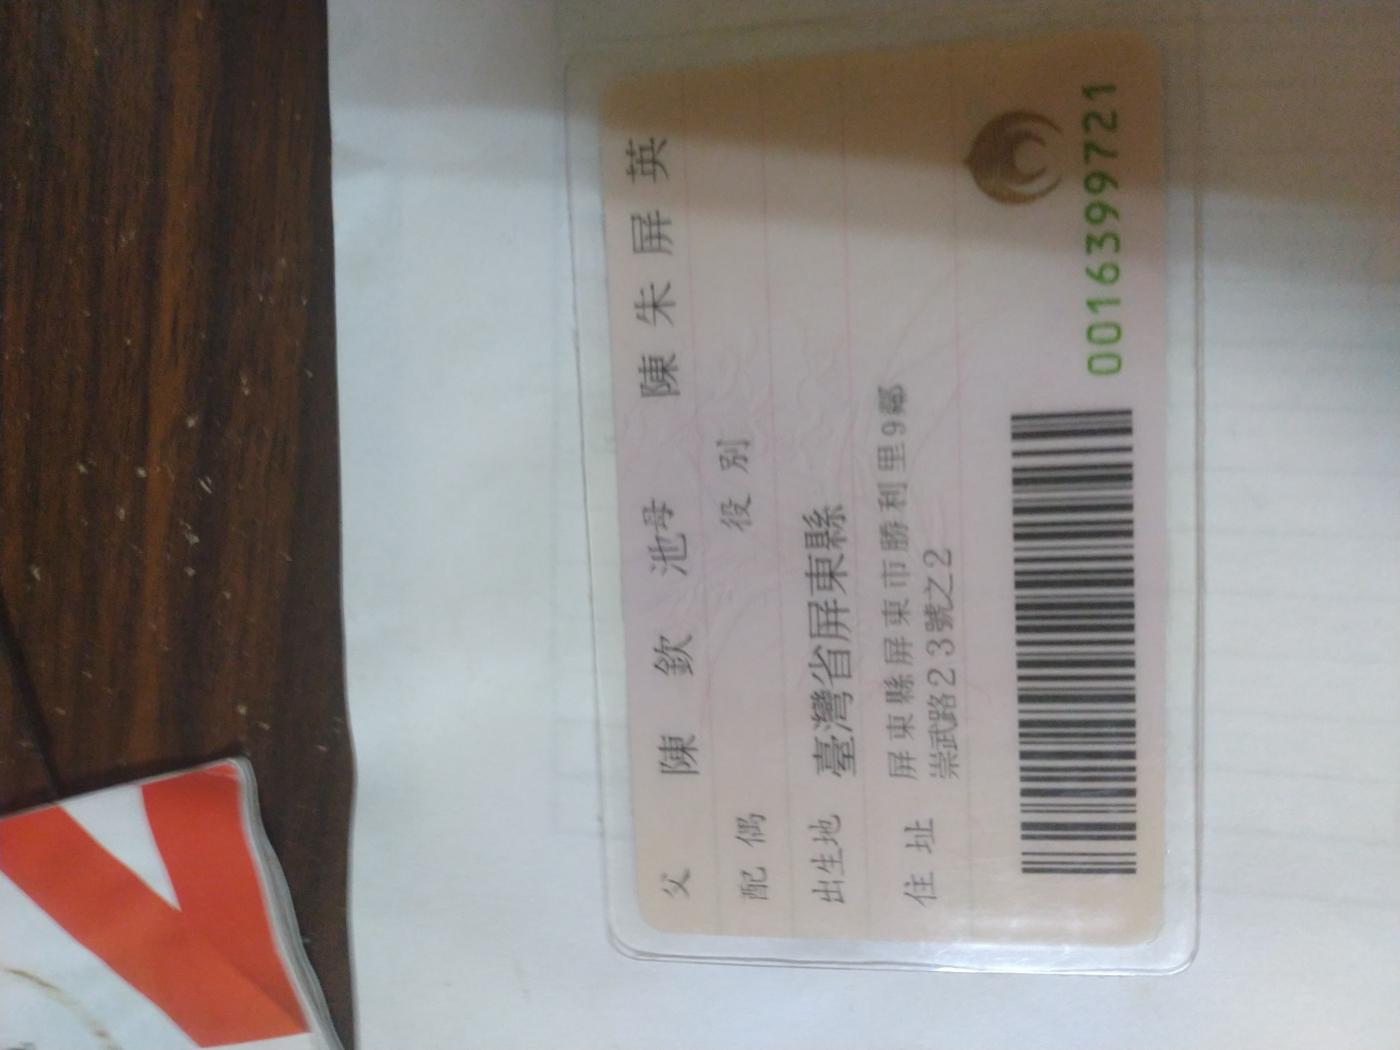 父 陳欽池 母 陳朱屏英
配偶 役別
出生地 臺灣省屏東縣
住址 屏東縣屏東市勝利里9鄰
崇武路23號之2
0016399721